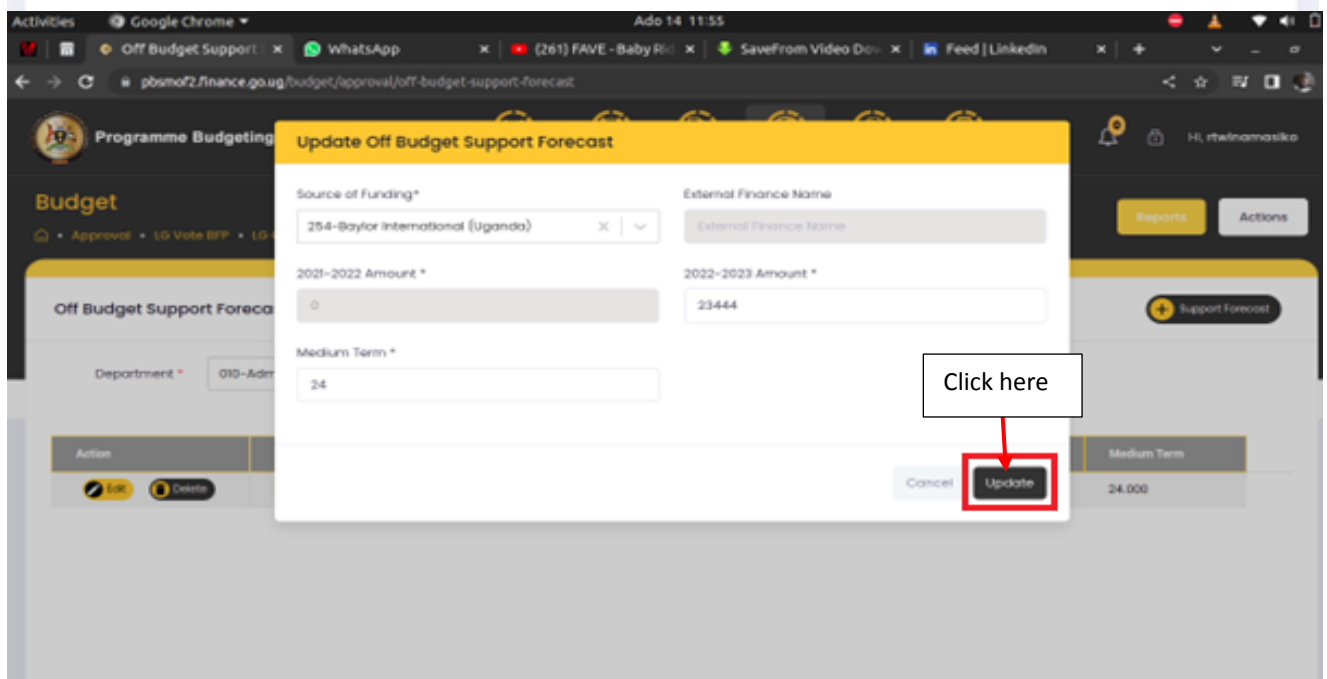 Activities Google Chrome Ado 14 11:55
Off Budget Support WhatsApp (261) FAVE - Baby Rid SaveFrom Video Dow Feed | LinkedIn
pbsmof2.finance.go.ug/budget/approval/off-budget-support-forecast
Programme Budgeting Hi, rtwinamasiko
Update Off Budget Support Forecast
Budget
Approval • LG Vote BFP • LG
Reports Actions
Source of Funding* External Finance Name
254-Baylor International (Uganda) External Finance Name
2021-2022 Amount * 2022-2023 Amount *
0 23444
Off Budget Support Foreca
Support Forecast
Medium Term *
24
Department * 010-Adm
Click here
Action Medium Term
Edit Delete 24.000
Cancel Update